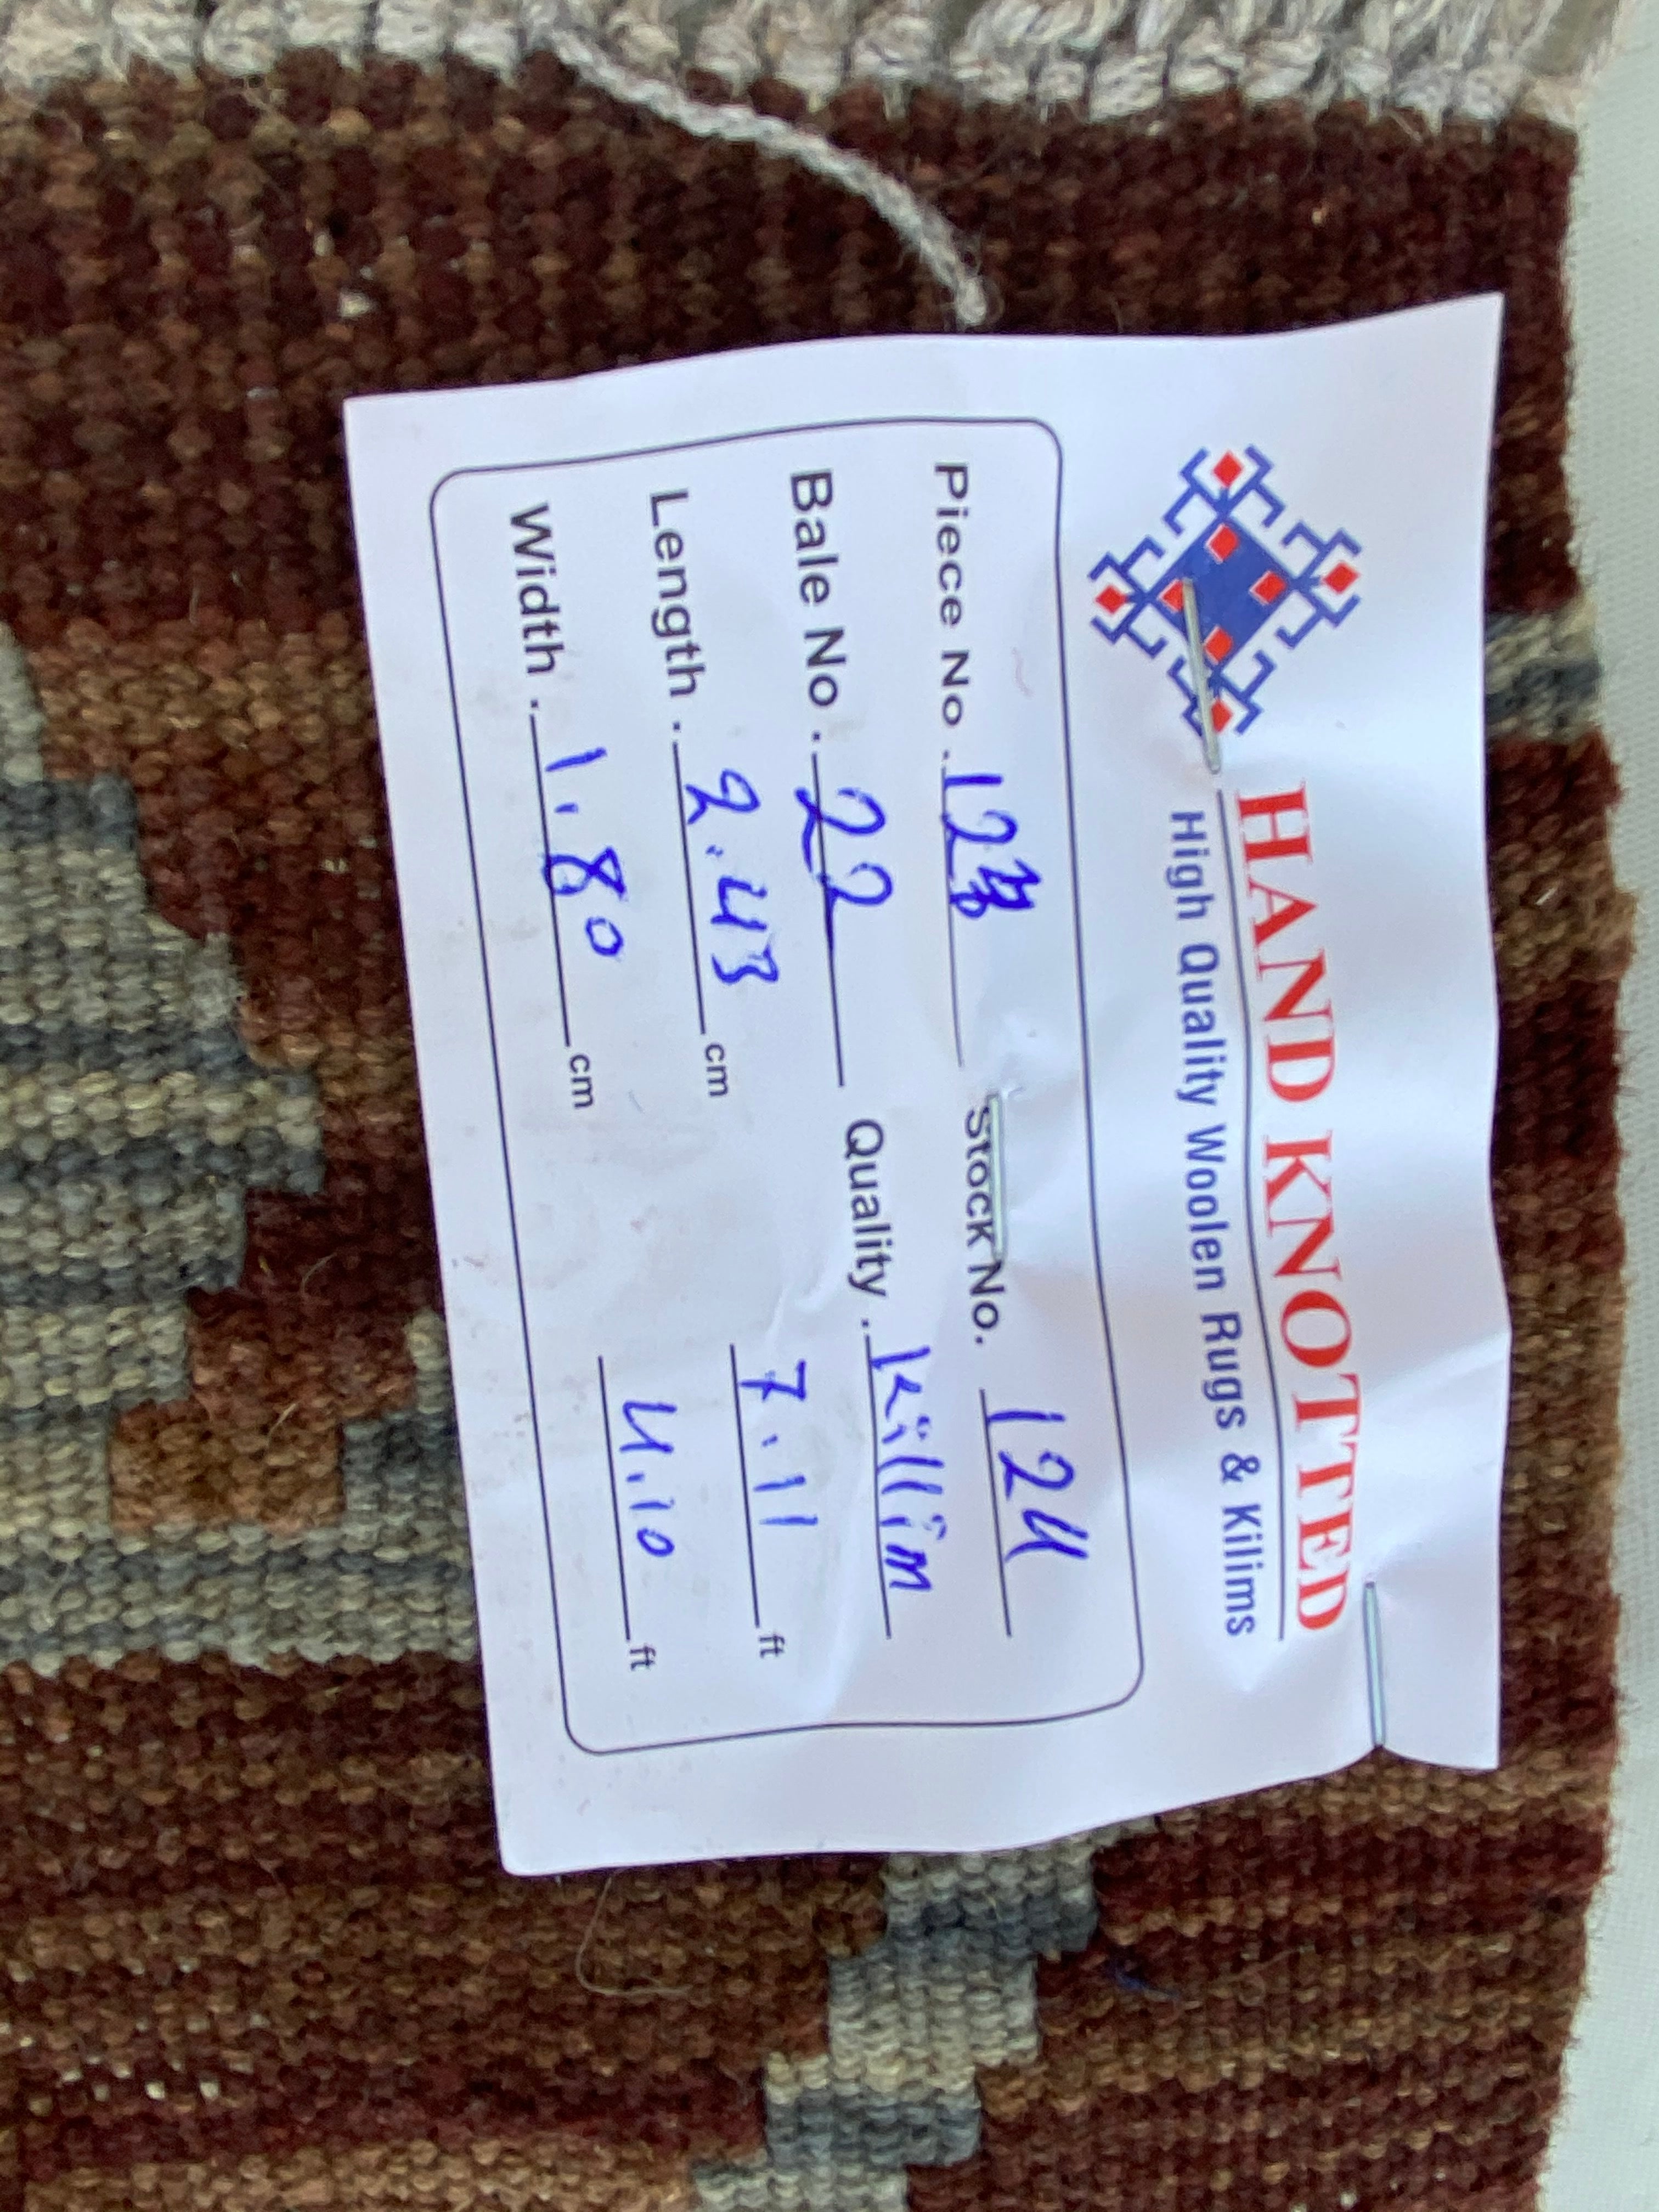 HAND KNOTTED
High Quality Woolen Rugs & Kilims
Piece No. Stock No. 124
Bale No. 22 Quality. killim
Length. 2.43 cm 7.11 ft
Width. 1.80 cm 4.10 ft